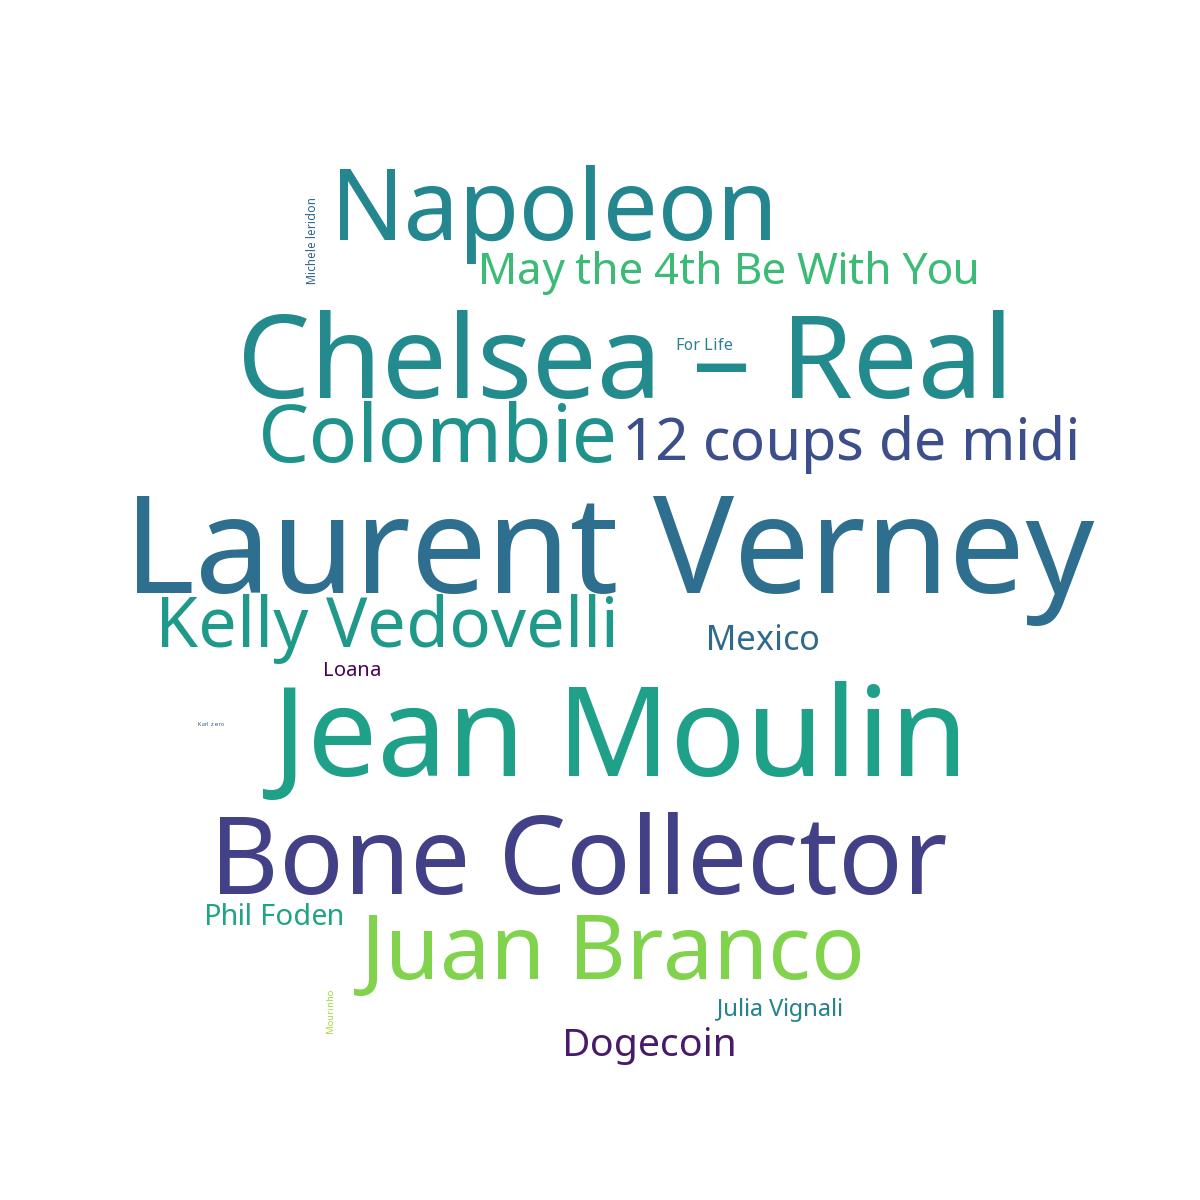 Napoleon
Michele leridon
May the 4th Be With You
Chelsea – Real
For Life
Colombie
12 coups de midi
Laurent Verney
Kelly Vedovelli
Mexico
Loana
Jean Moulin
Karl zero
Bone Collector
Phil Foden
Juan Branco
Mourinho
Julia Vignali
Dogecoin